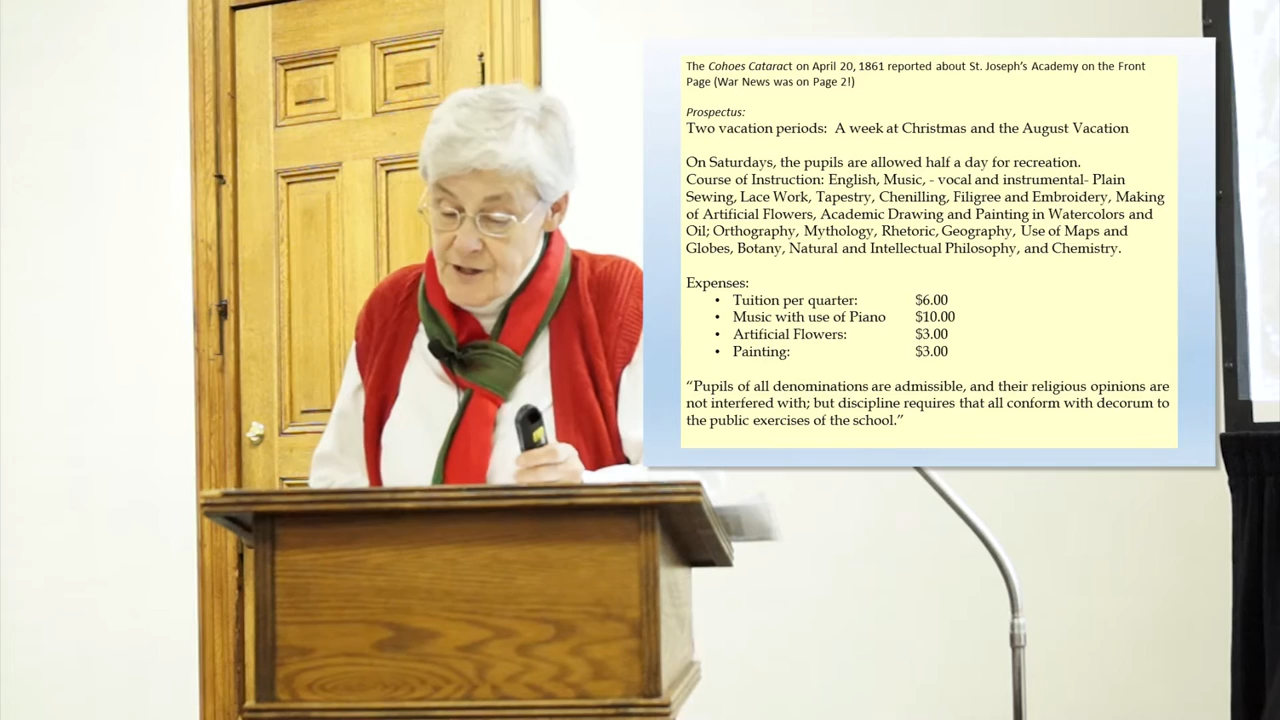 The Cohoes Cataract on April 20, 1861 reported about St. Joseph's Academy on the Front
Page (War News was on Page 2!)
Prospectus:
Two vacation periods: A week at Christmas and the August Vacation
On Saturdays, the pupils are allowed half a day for recreation.
Course of Instruction: English, Music, - vocal and instrumental- Plain
Sewing, Lace Work, Tapestry, Chenilling, Filigree and Embroidery, Making
of Artificial Flowers, Academic Drawing and Painting in Watercolors and
Oil; Orthography, Mythology, Rhetoric, Geography, Use of Maps and
Globes, Botany, Natural and Intellectual Philosophy, and Chemistry.
Expenses:
• Tuition per quarter: $6.00
• Music with use of Piano $10.00
• Artificial Flowers: $3.00
• Painting: $3.00
“Pupils of all denominations are admissible, and their religious opinions are
not interfered with; but discipline requires that all conform with decorum to
the public exercises of the school.”